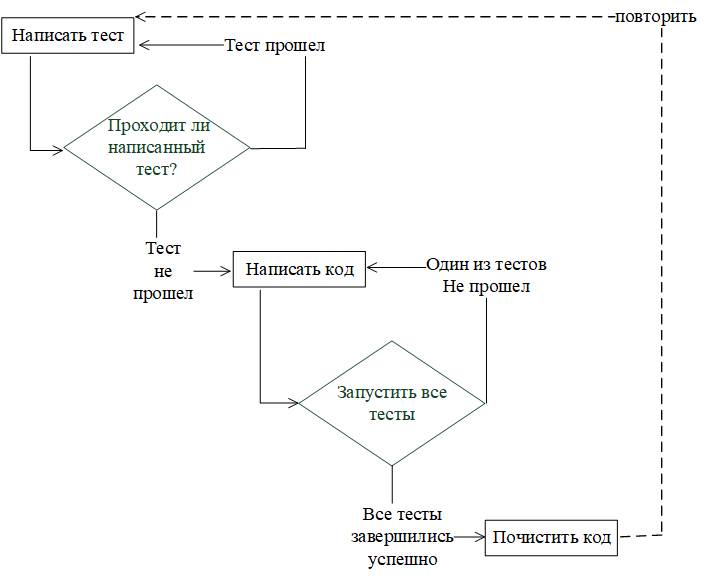 повторить
Написать тест
Тест прошел
Проходит ли
написанный
тест?
Тест
не
прошел
Написать код
Один из тестов
Не прошел
Запустить все
тесты
Все тесты
завершились
успешно
Почистить код